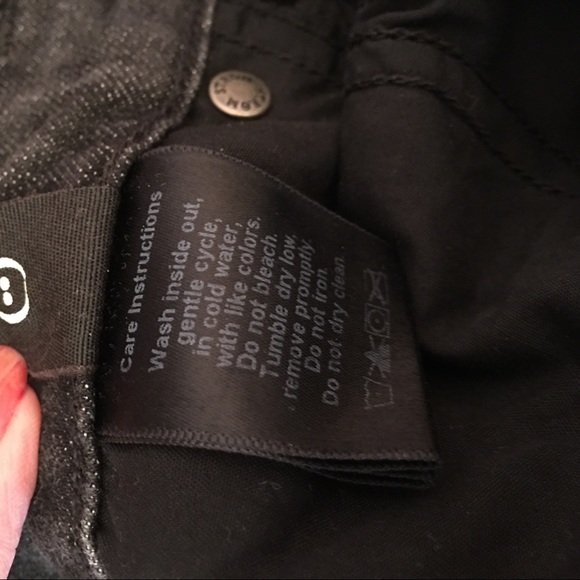 Care Instructions
Wash inside out,
gentle cycle,
in cold water,
with like colors.
Do not bleach.
Tumble dry low,
remove promptly.
Do not iron.
Do not dry clean.